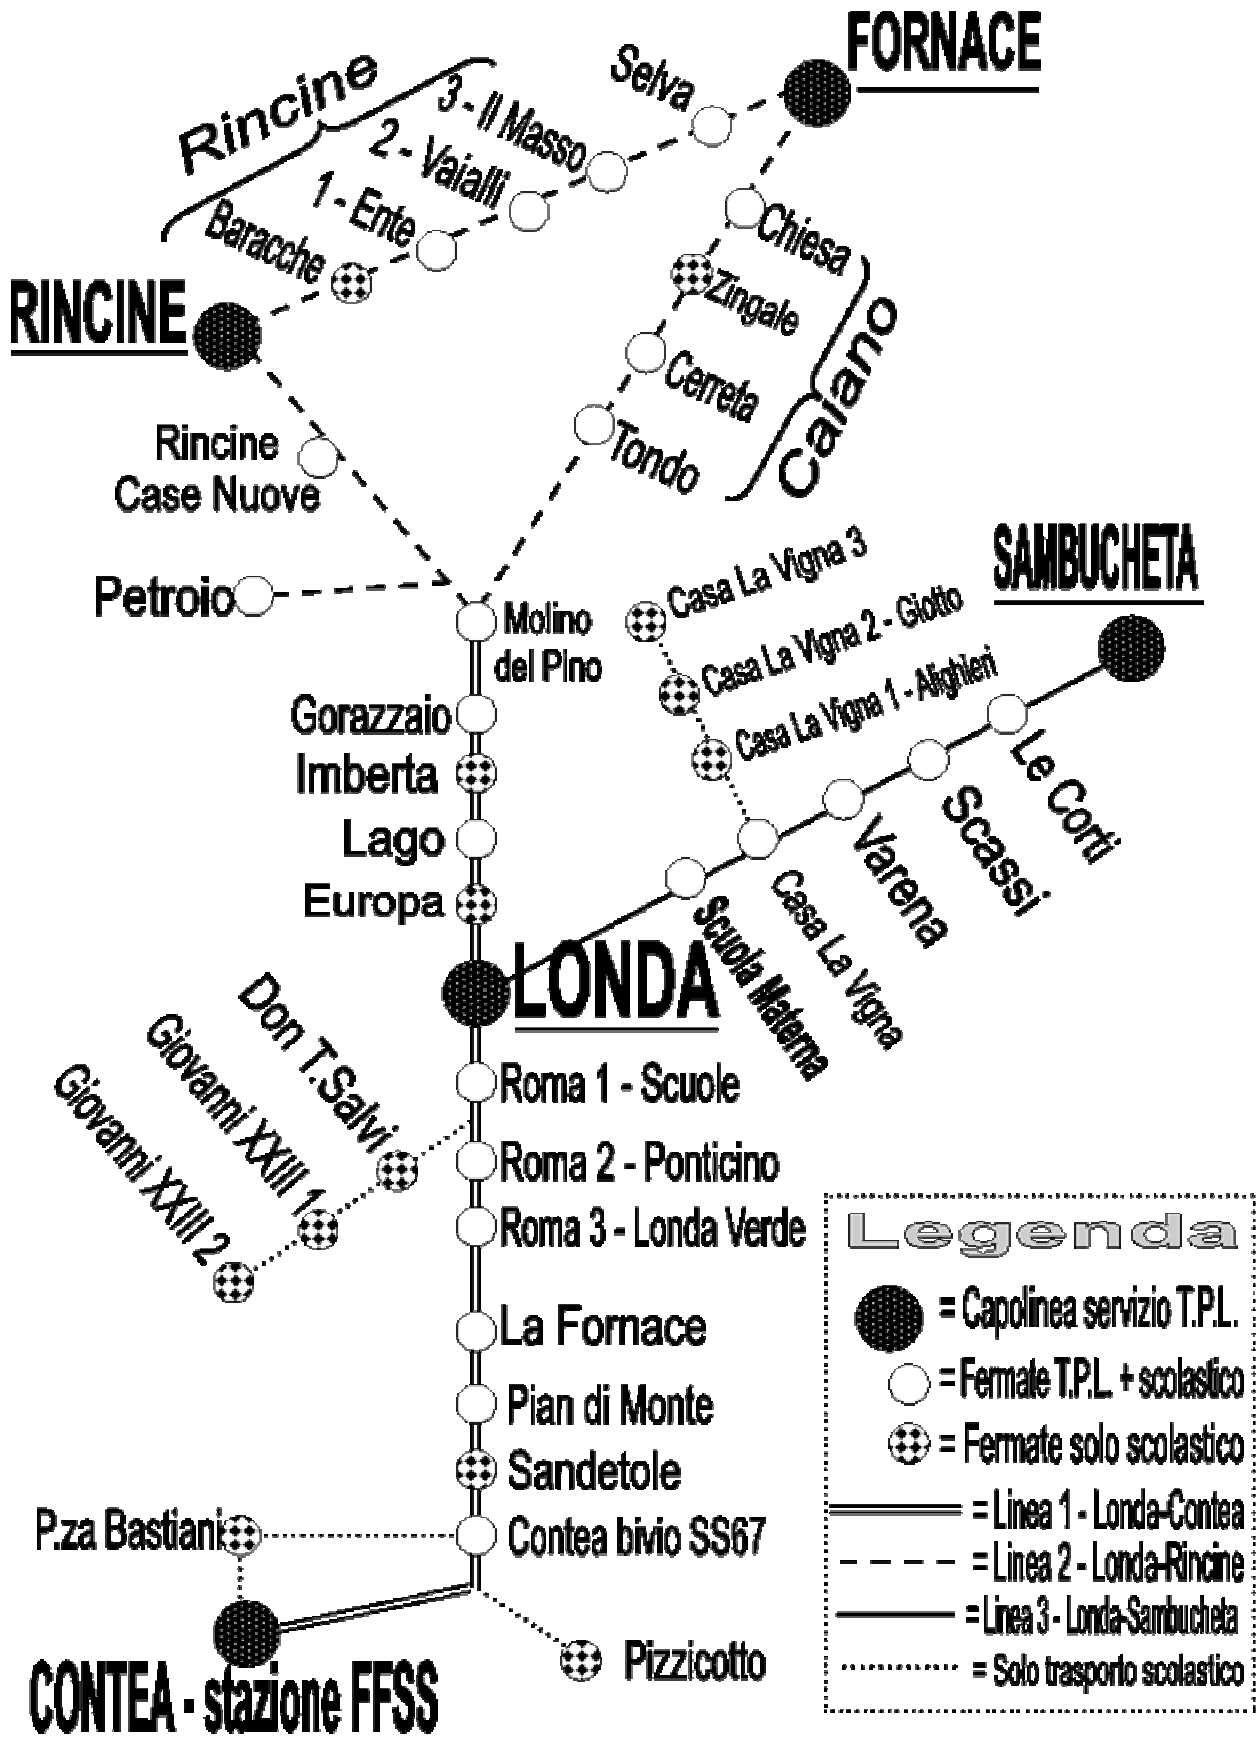 FORNACE
Selva
Rincine
3 - Il Masso
2 - Vaialli
1 - Ente
Baracche
RINCINE
Chiesa
Zingale
Cerreta
Tondo
Caiano
Rincine
Case Nuove
Petroio
Molino
del Pino
SAMBUCHETA
Casa La Vigna 3
Casa La Vigna 2 - Giotto
Casa La Vigna 1 - Alighieri
Gorazzaio
Imberta
Lago
Europa
Le Corti
Scassi
Varena
Casa La Vigna
Scuola Materna
LONDA
Don T.Salvi
Giovanni XXIII 1
Giovanni XXIII 2
Roma 1 - Scuole
Roma 2 - Ponticino
Roma 3 - Londa Verde
La Fornace
Pian di Monte
Sandetole
P.za Bastiani
Contea bivio SS67
Pizzicotto
CONTEA - stazione FFSS
Legenda
= Capolinea servizio T.P.L.
= Fermate T.P.L. + scolastico
= Fermate solo scolastico
= Linea 1 - Londa-Contea
= Linea 2 - Londa-Rincine
= Linea 3 - Londa-Sambucheta
= Solo trasporto scolastico